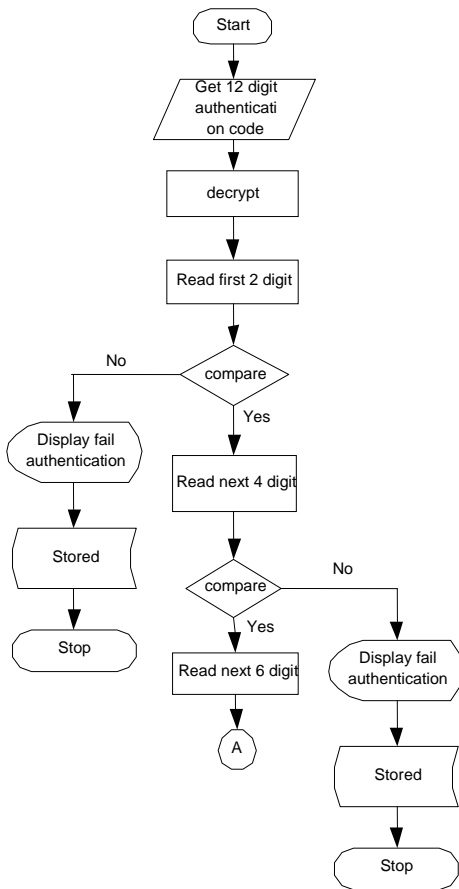 Start
Get 12 digit
authenticati
on code
decrypt
Read first 2 digit
compare
No
Yes
Display fail
authentication
Read next 4 digit
Stored
compare
No
Yes
Stop
Display fail
authentication
Read next 6 digit
A
Stored
Stop